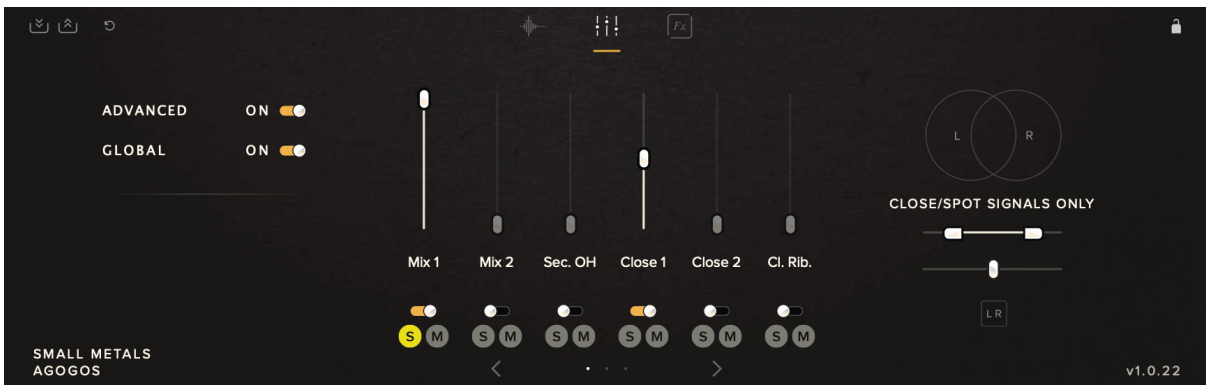 Fx
ADVANCED ON
GLOBAL ON
L R
CLOSE/SPOT SIGNALS ONLY
Mix 1 Mix 2 Sec. OH Close 1 Close 2 Cl. Rib.
S M S M S M S M S M S M
LR
SMALL METALS
AGOGOS
v1.0.22